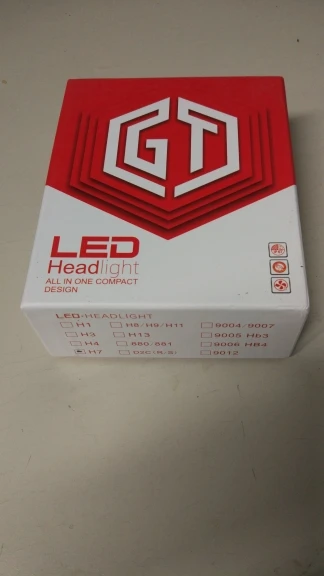 GT
LED
Headlight
ALL IN ONE COMPACT
DESIGN
LED/HEADLIGHT
H1 H8/H9/H11 9004/9007
H3 H13 9005 Hb3
H4 880/881 9006 HB4
H7 D2C(R/S) 9012